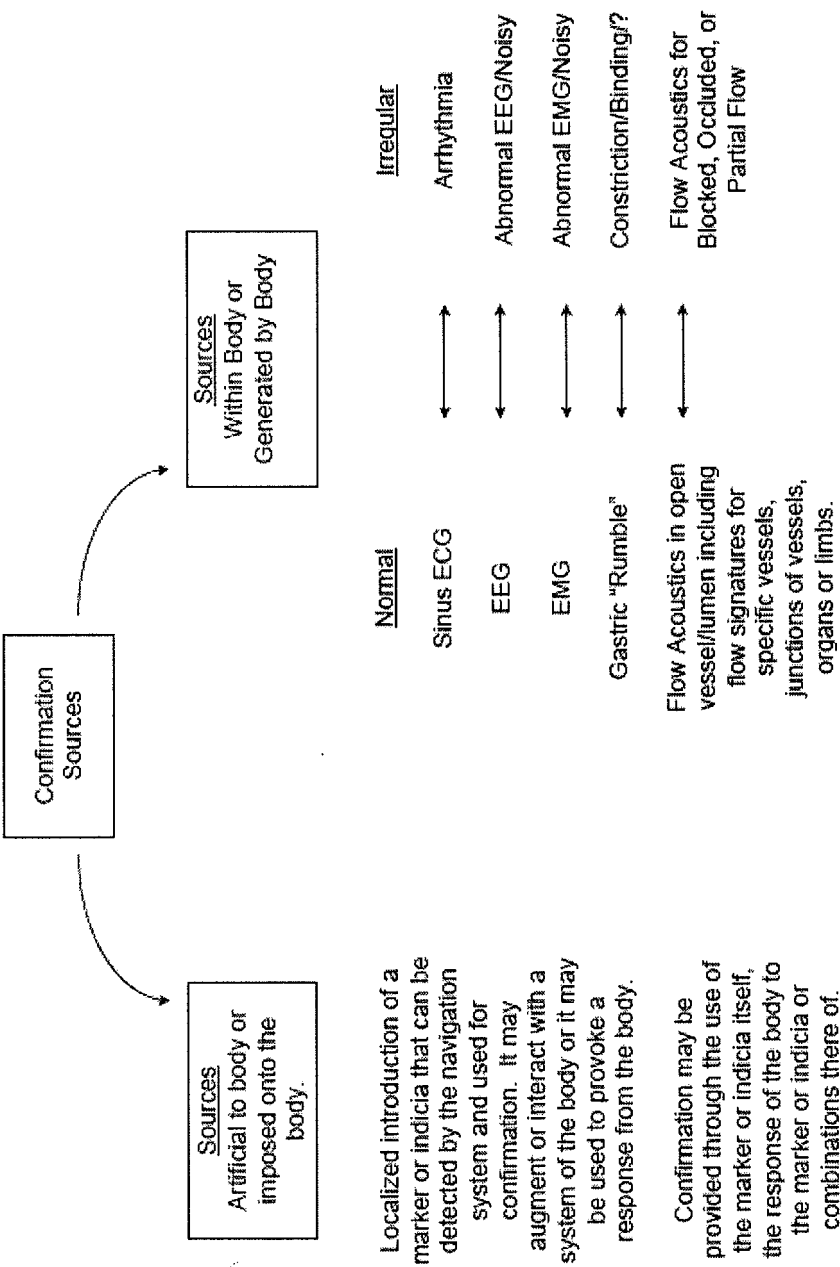 Confirmation
Sources
Sources
Artificial to body or
imposed onto the
body.
Localized introduction of a
marker or indicia that can be
detected by the navigation
system and used for
confirmation. It may
augment or interact with a
system of the body or it may
be used to provoke a
response from the body.
Confirmation may be
provided through the use of
the marker or indicia itself,
the response of the body to
the marker or indicia or
combinations there of.
Sources
Within Body or
Generated by Body
Normal
Irregular
Sinus ECG
Arrhythmia
EEG
Abnormal EEG/Noisy
EMG
Abnormal EMG/Noisy
Gastric "Rumble"
Constriction/Binding/?
Flow Acoustics in open
vessel/lumen including
flow signatures for
specific vessels,
junctions of vessels,
organs or limbs.
Flow Acoustics for
Blocked, Occluded, or
Partial Flow